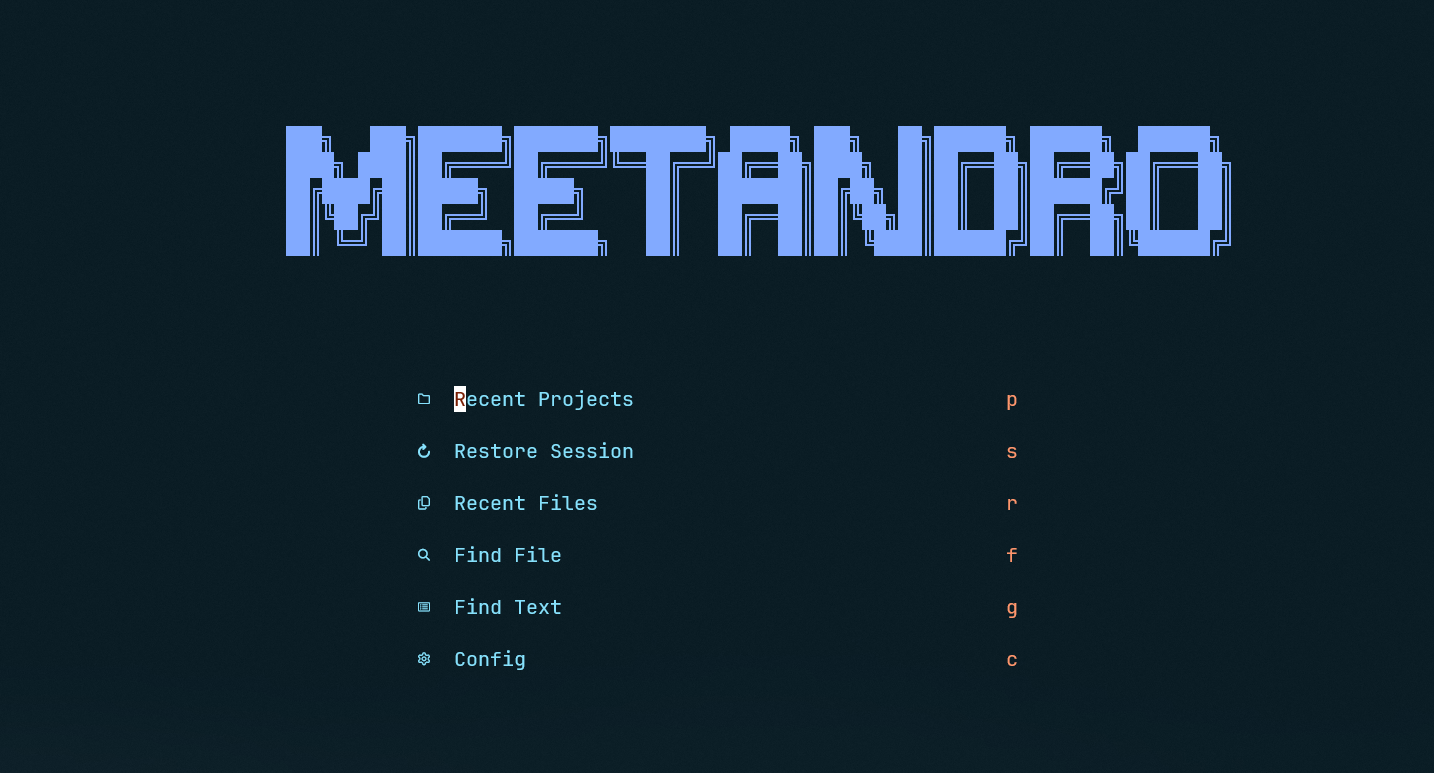 MEETANDRO
Recent Projects p
Restore Session s
Recent Files r
Find File f
Find Text g
Config c